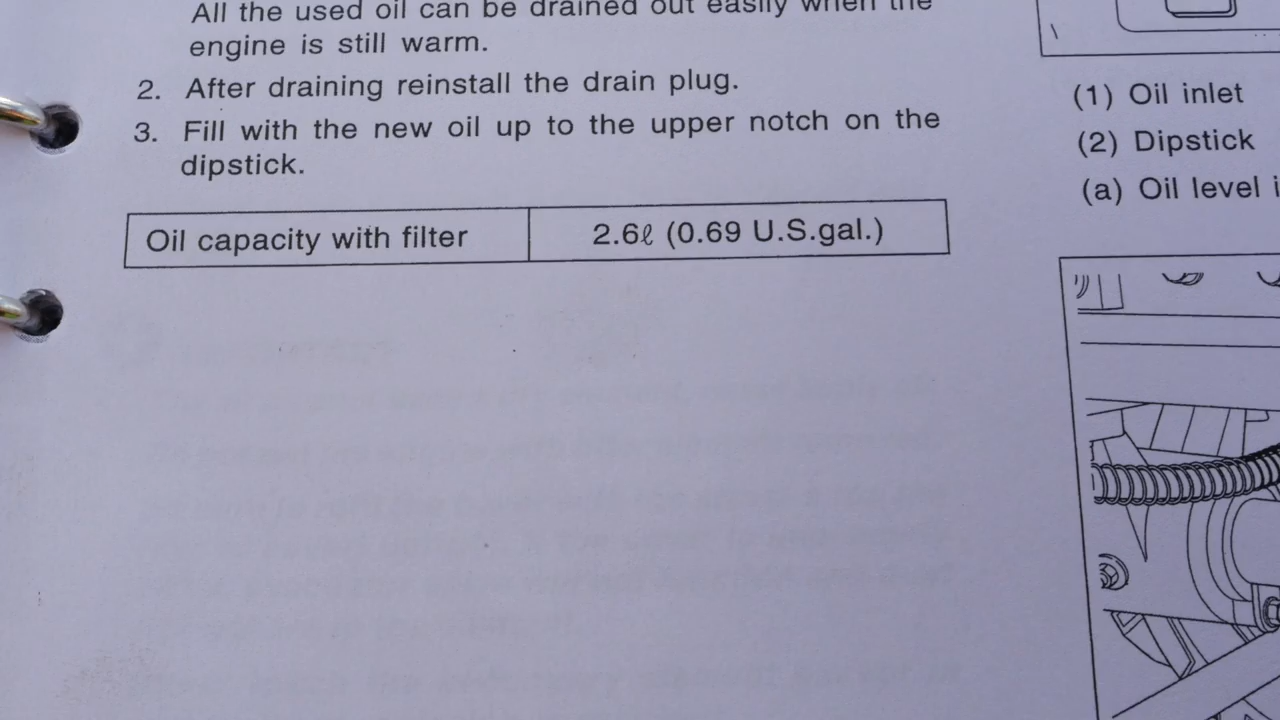 All the used oil can be drained out easily when the
engine is still warm.
2. After draining reinstall the drain plug.
3. Fill with the new oil up to the upper notch on the
dipstick.
Oil capacity with filter 2.6ℓ (0.69 U.S.gal.)
(1) Oil inlet
(2) Dipstick
(a) Oil level